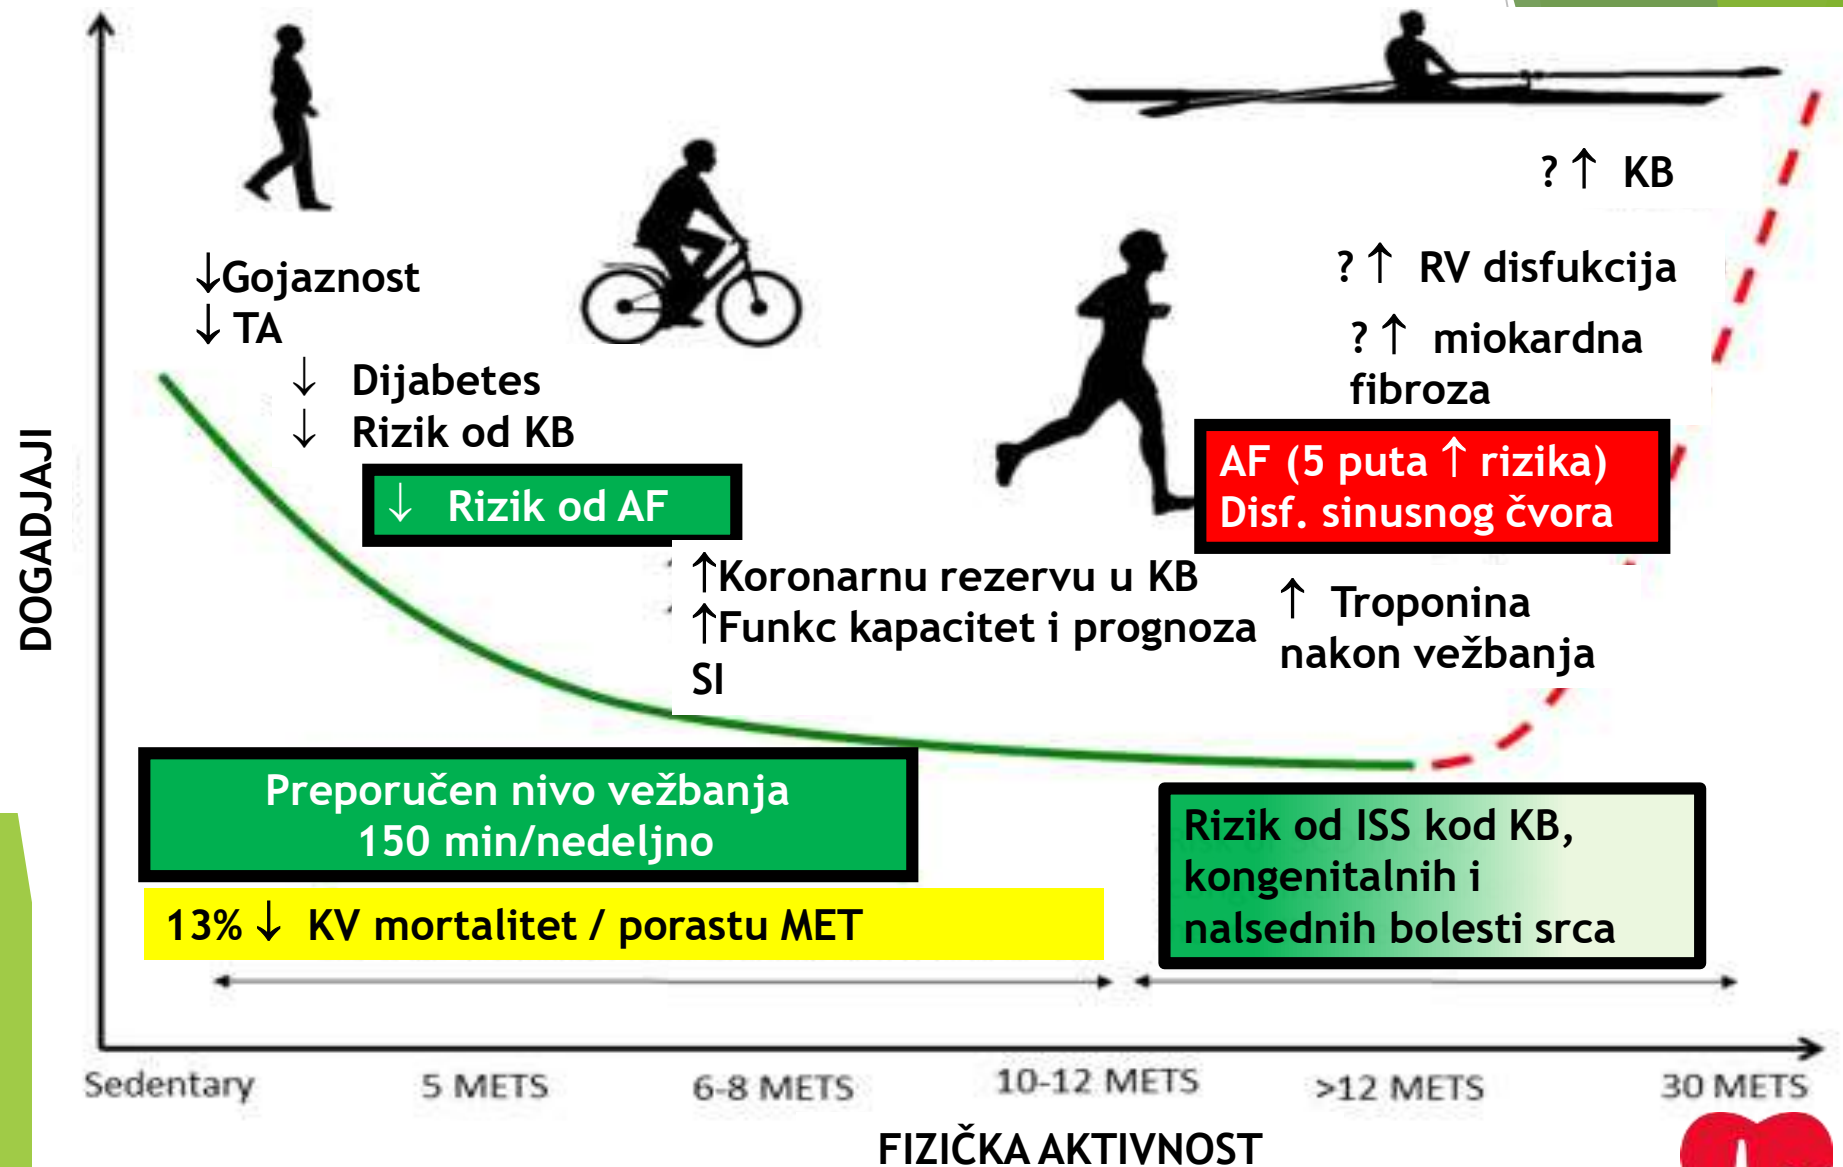 ? ↑ KB
↓Gojaznost
↓ TA
↓ Dijabetes
↓ Rizik od KB
↓ Rizik od AF
? ↑ RV disfukcija
? ↑ miokardna
fibroza
AF (5 puta ↑ rizika)
Disf. sinusnog čvora
↑Koronarnu rezervu u KB
↑Funkc kapacitet i prognoza
SI
↑ Troponina
nakon vežbanja
DOGADJAJI
Preporučen nivo vežbanja
150 min/nedeljno
13% ↓ KV mortalitet / porastu MET
Rizik od ISS kod KB,
kongenitalnih i
nalsednih bolesti srca
Sedentary 5 METS 6-8 METS 10-12 METS >12 METS 30 METS
FIZIČKA AKTIVNOST